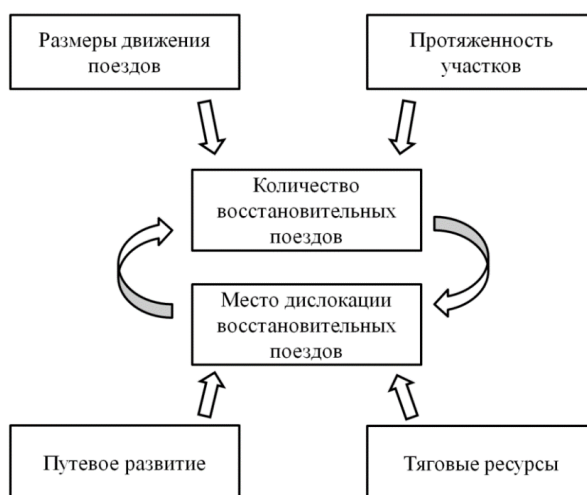 Размеры движения
поездов
Протяженность
участков
Количество
восстановительных
поездов
Место дислокации
восстановительных
поездов
Путевое развитие
Тяговые ресурсы